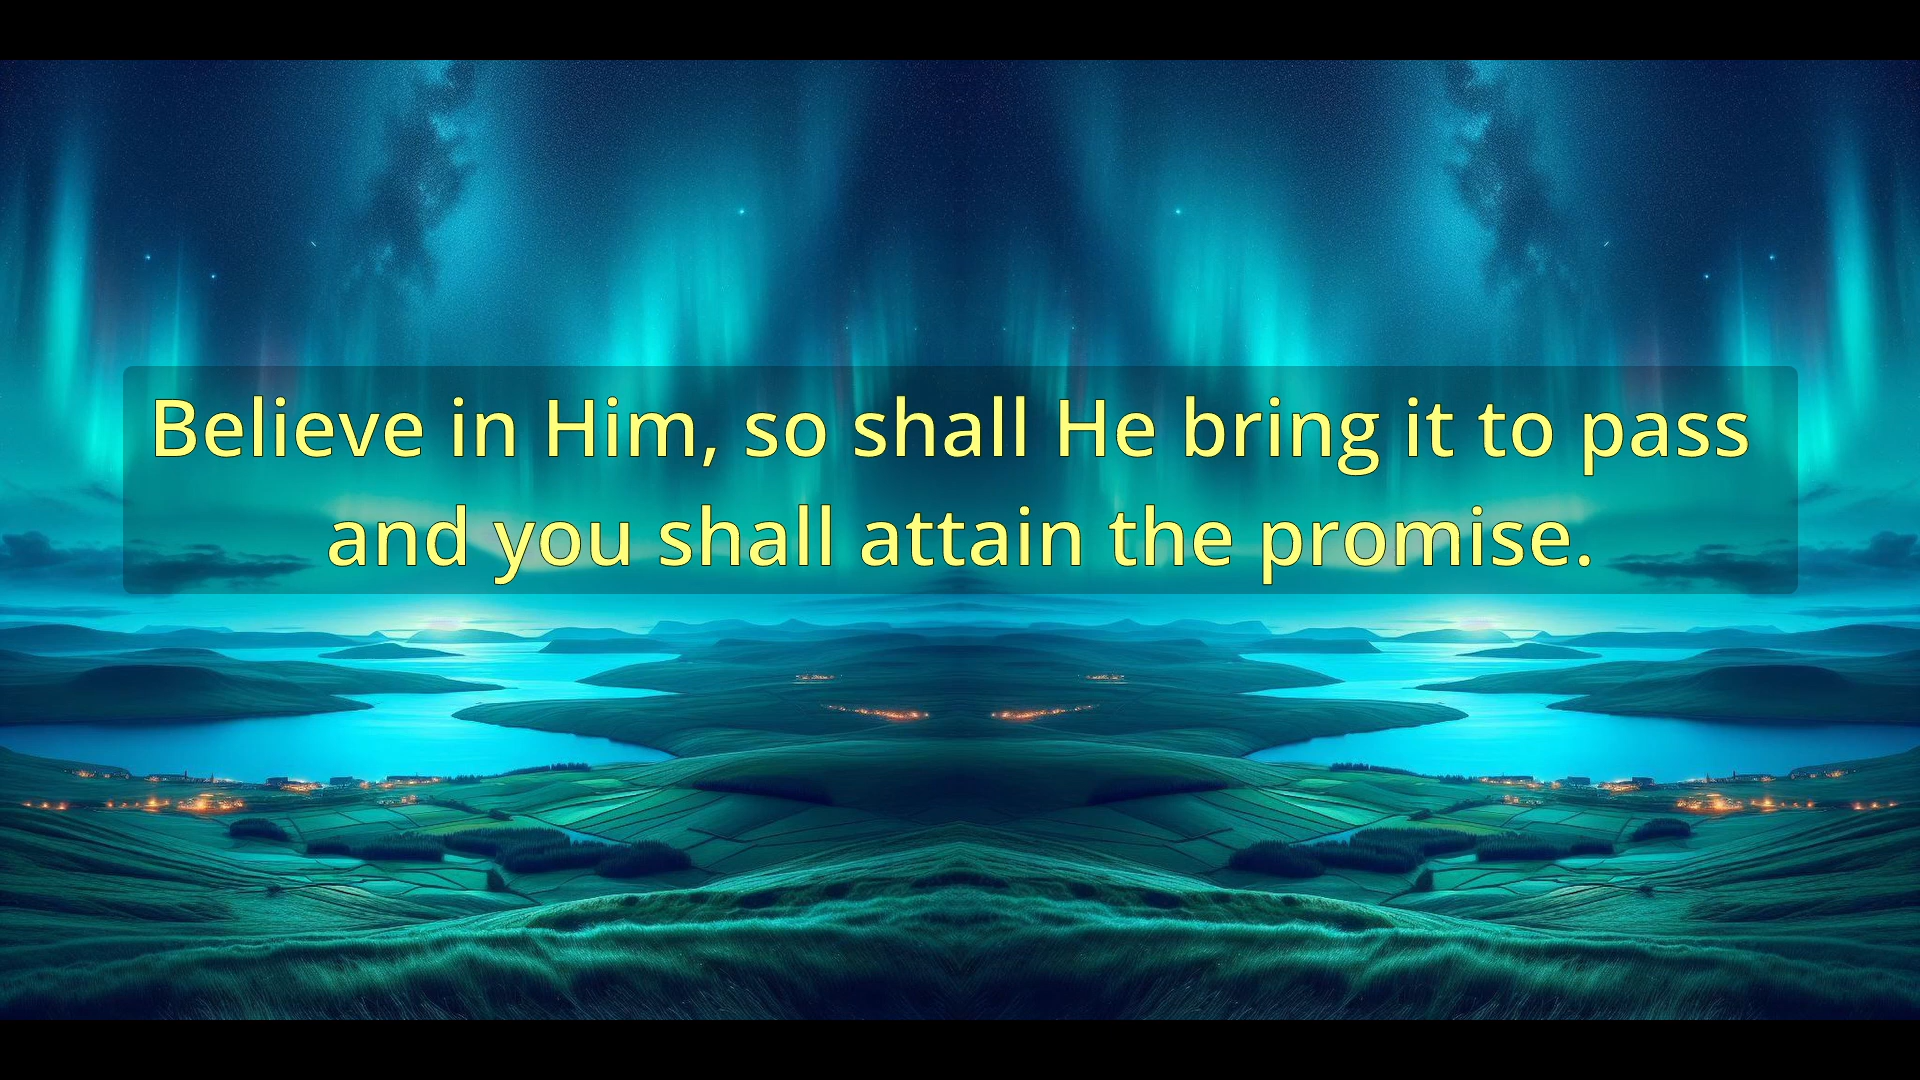 Believe in Him, so shall He bring it to pass
and you shall attain the promise.